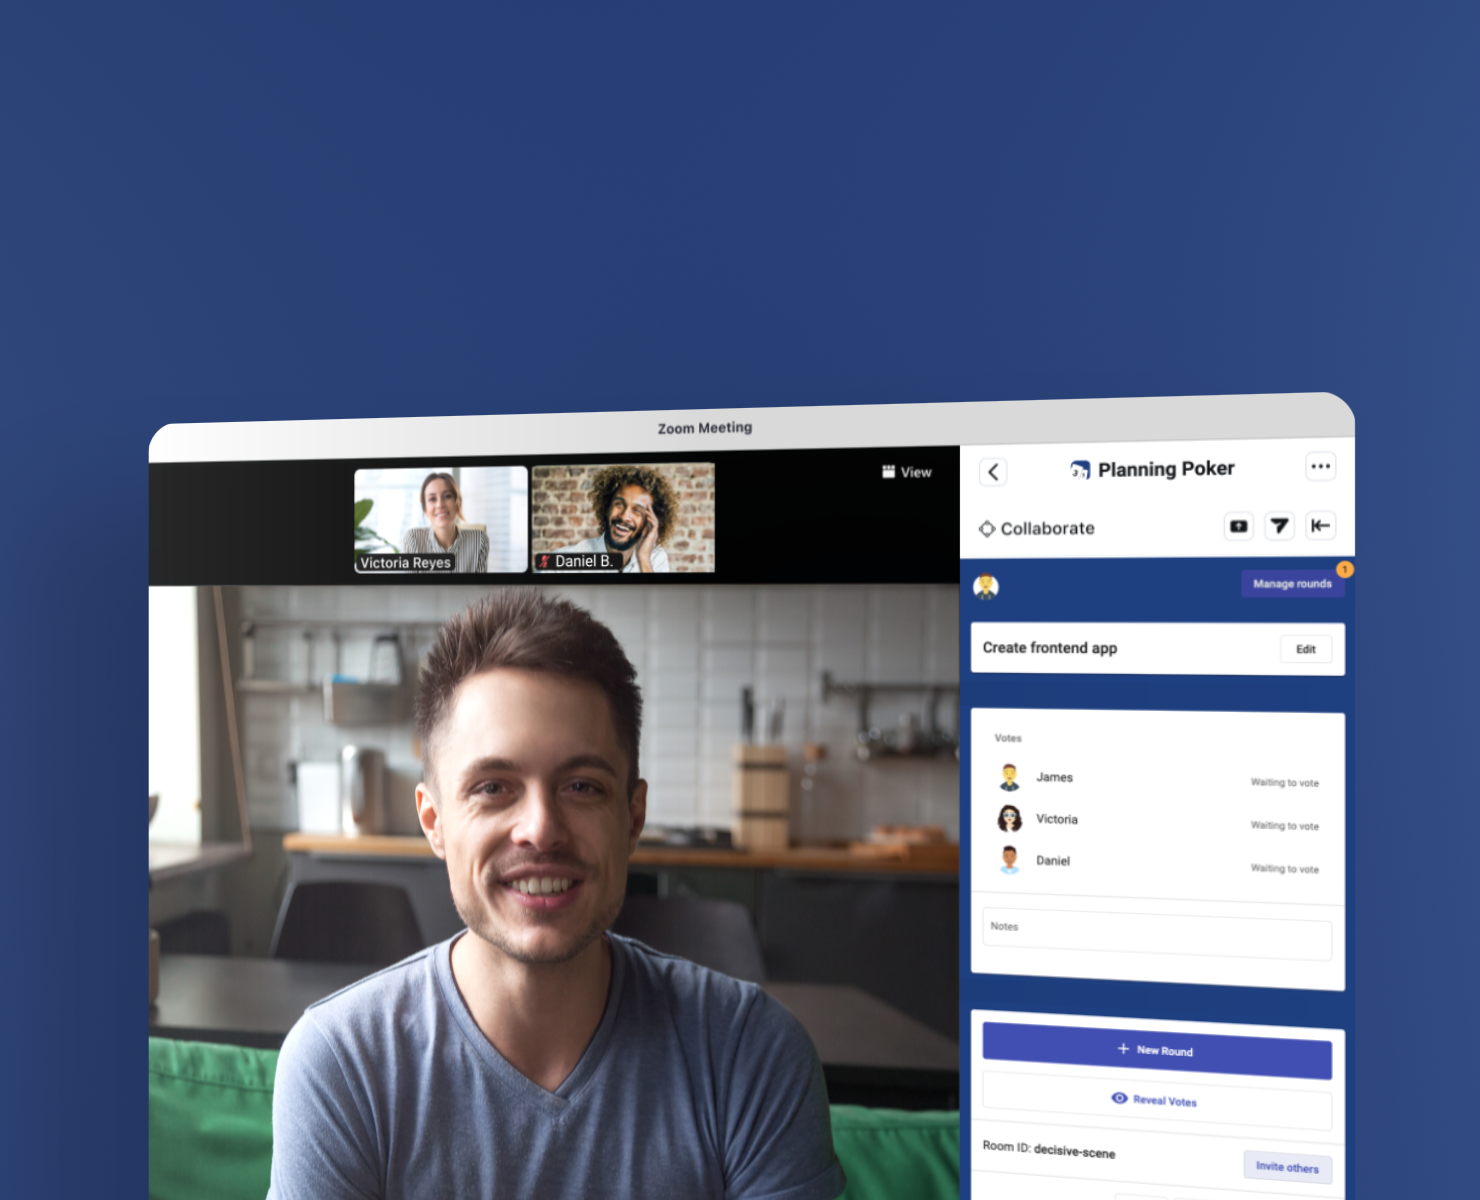 Zoom Meeting
View
Victoria Reyes
Daniel B.
Planning Poker
Collaborate
Manage rounds
1
Create frontend app
Edit
Votes
James
Waiting to vote
Victoria
Waiting to vote
Daniel
Waiting to vote
Notes
New Round
Reveal Votes
Room ID: decisive-scene
Invite others